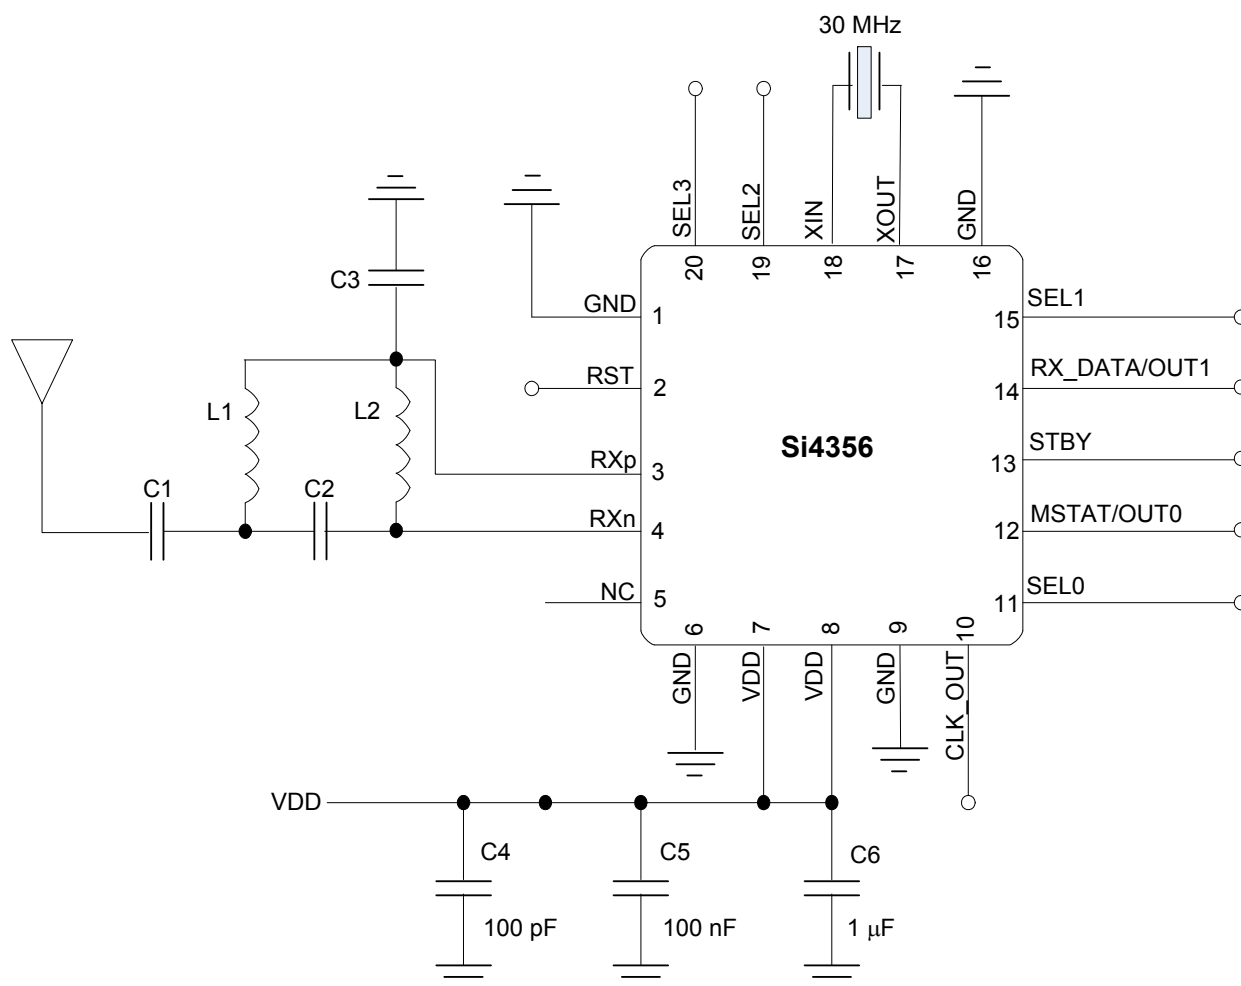 30 MHz
SEL3
SEL2
XIN
XOUT
GND
20
19
18
17
16
C3
GND
1
15
SEL1
RST
2
14
RX_DATA/OUT1
L1
L2
Si4356
RXp
3
13
STBY
C1
C2
RXn
4
12
MSTAT/OUT0
NC
5
11
SEL0
6
7
8
9
10
GND
VDD
VDD
GND
CLK_OUT
VDD
C4
C5
C6
100 pF
100 nF
1 μF